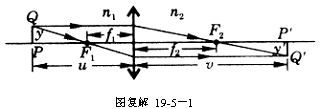 Q n₁ n₂
y f₁ F₂ P′
P F₁ f₂ y′ Q′
u v
图复解 19-5-1